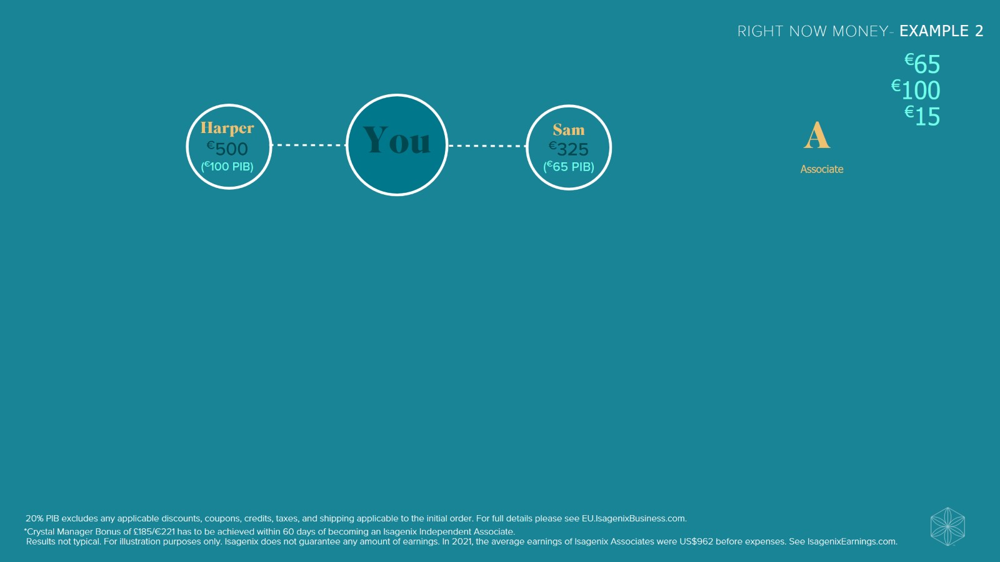 RIGHT NOW MONEY- EXAMPLE 2
€65
€100
€15
Harper
€500
(€100 PIB)
You
Sam
€325
(€65 PIB)
A
Associate
20% PIB excludes any applicable discounts, coupons, credits, taxes, and shipping applicable to the initial order. For full details please see EU.IsagenixBusiness.com.
*Crystal Manager Bonus of £185/€221 has to be achieved within 60 days of becoming an Isagenix Independent Associate.
Results not typical. For illustration purposes only. Isagenix does not guarantee any amount of earnings. In 2021, the average earnings of Isagenix Associates were US$962 before expenses. See IsagenixEarnings.com.